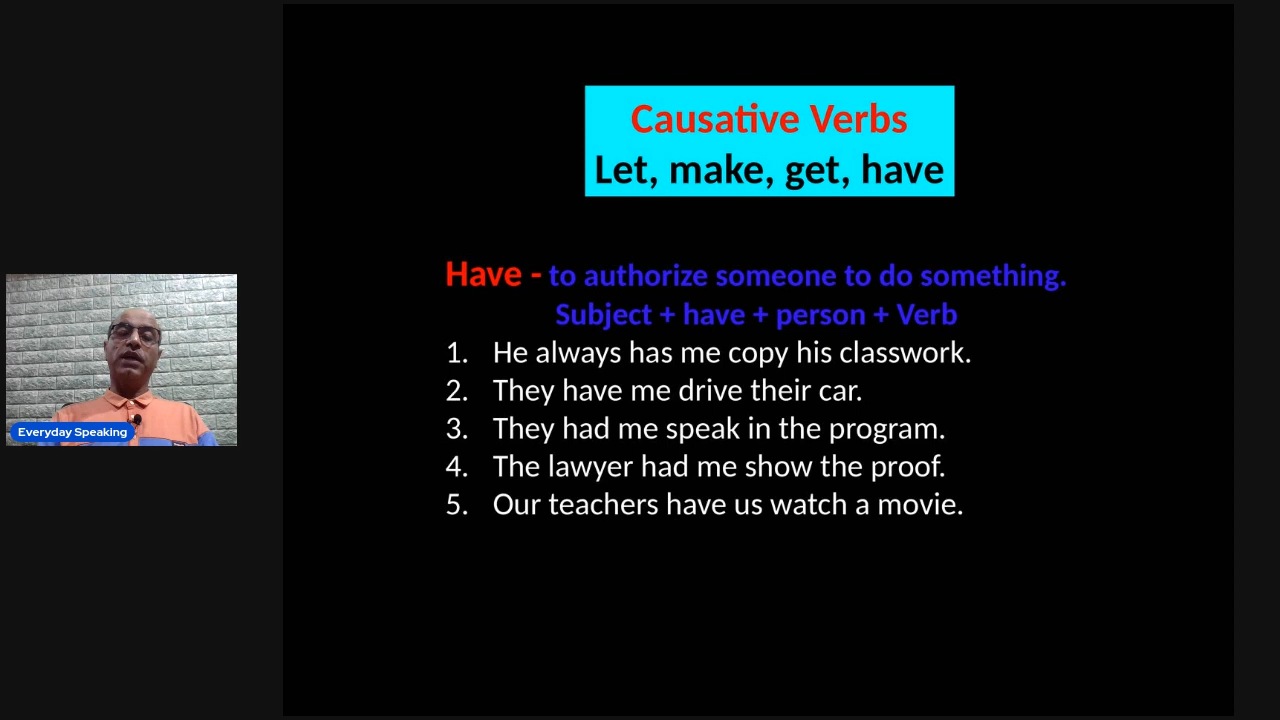 Causative Verbs
Let, make, get, have
Have - to authorize someone to do something.
Subject + have + person + Verb
1. He always has me copy his classwork.
2. They have me drive their car.
3. They had me speak in the program.
4. The lawyer had me show the proof.
5. Our teachers have us watch a movie.
Everyday Speaking